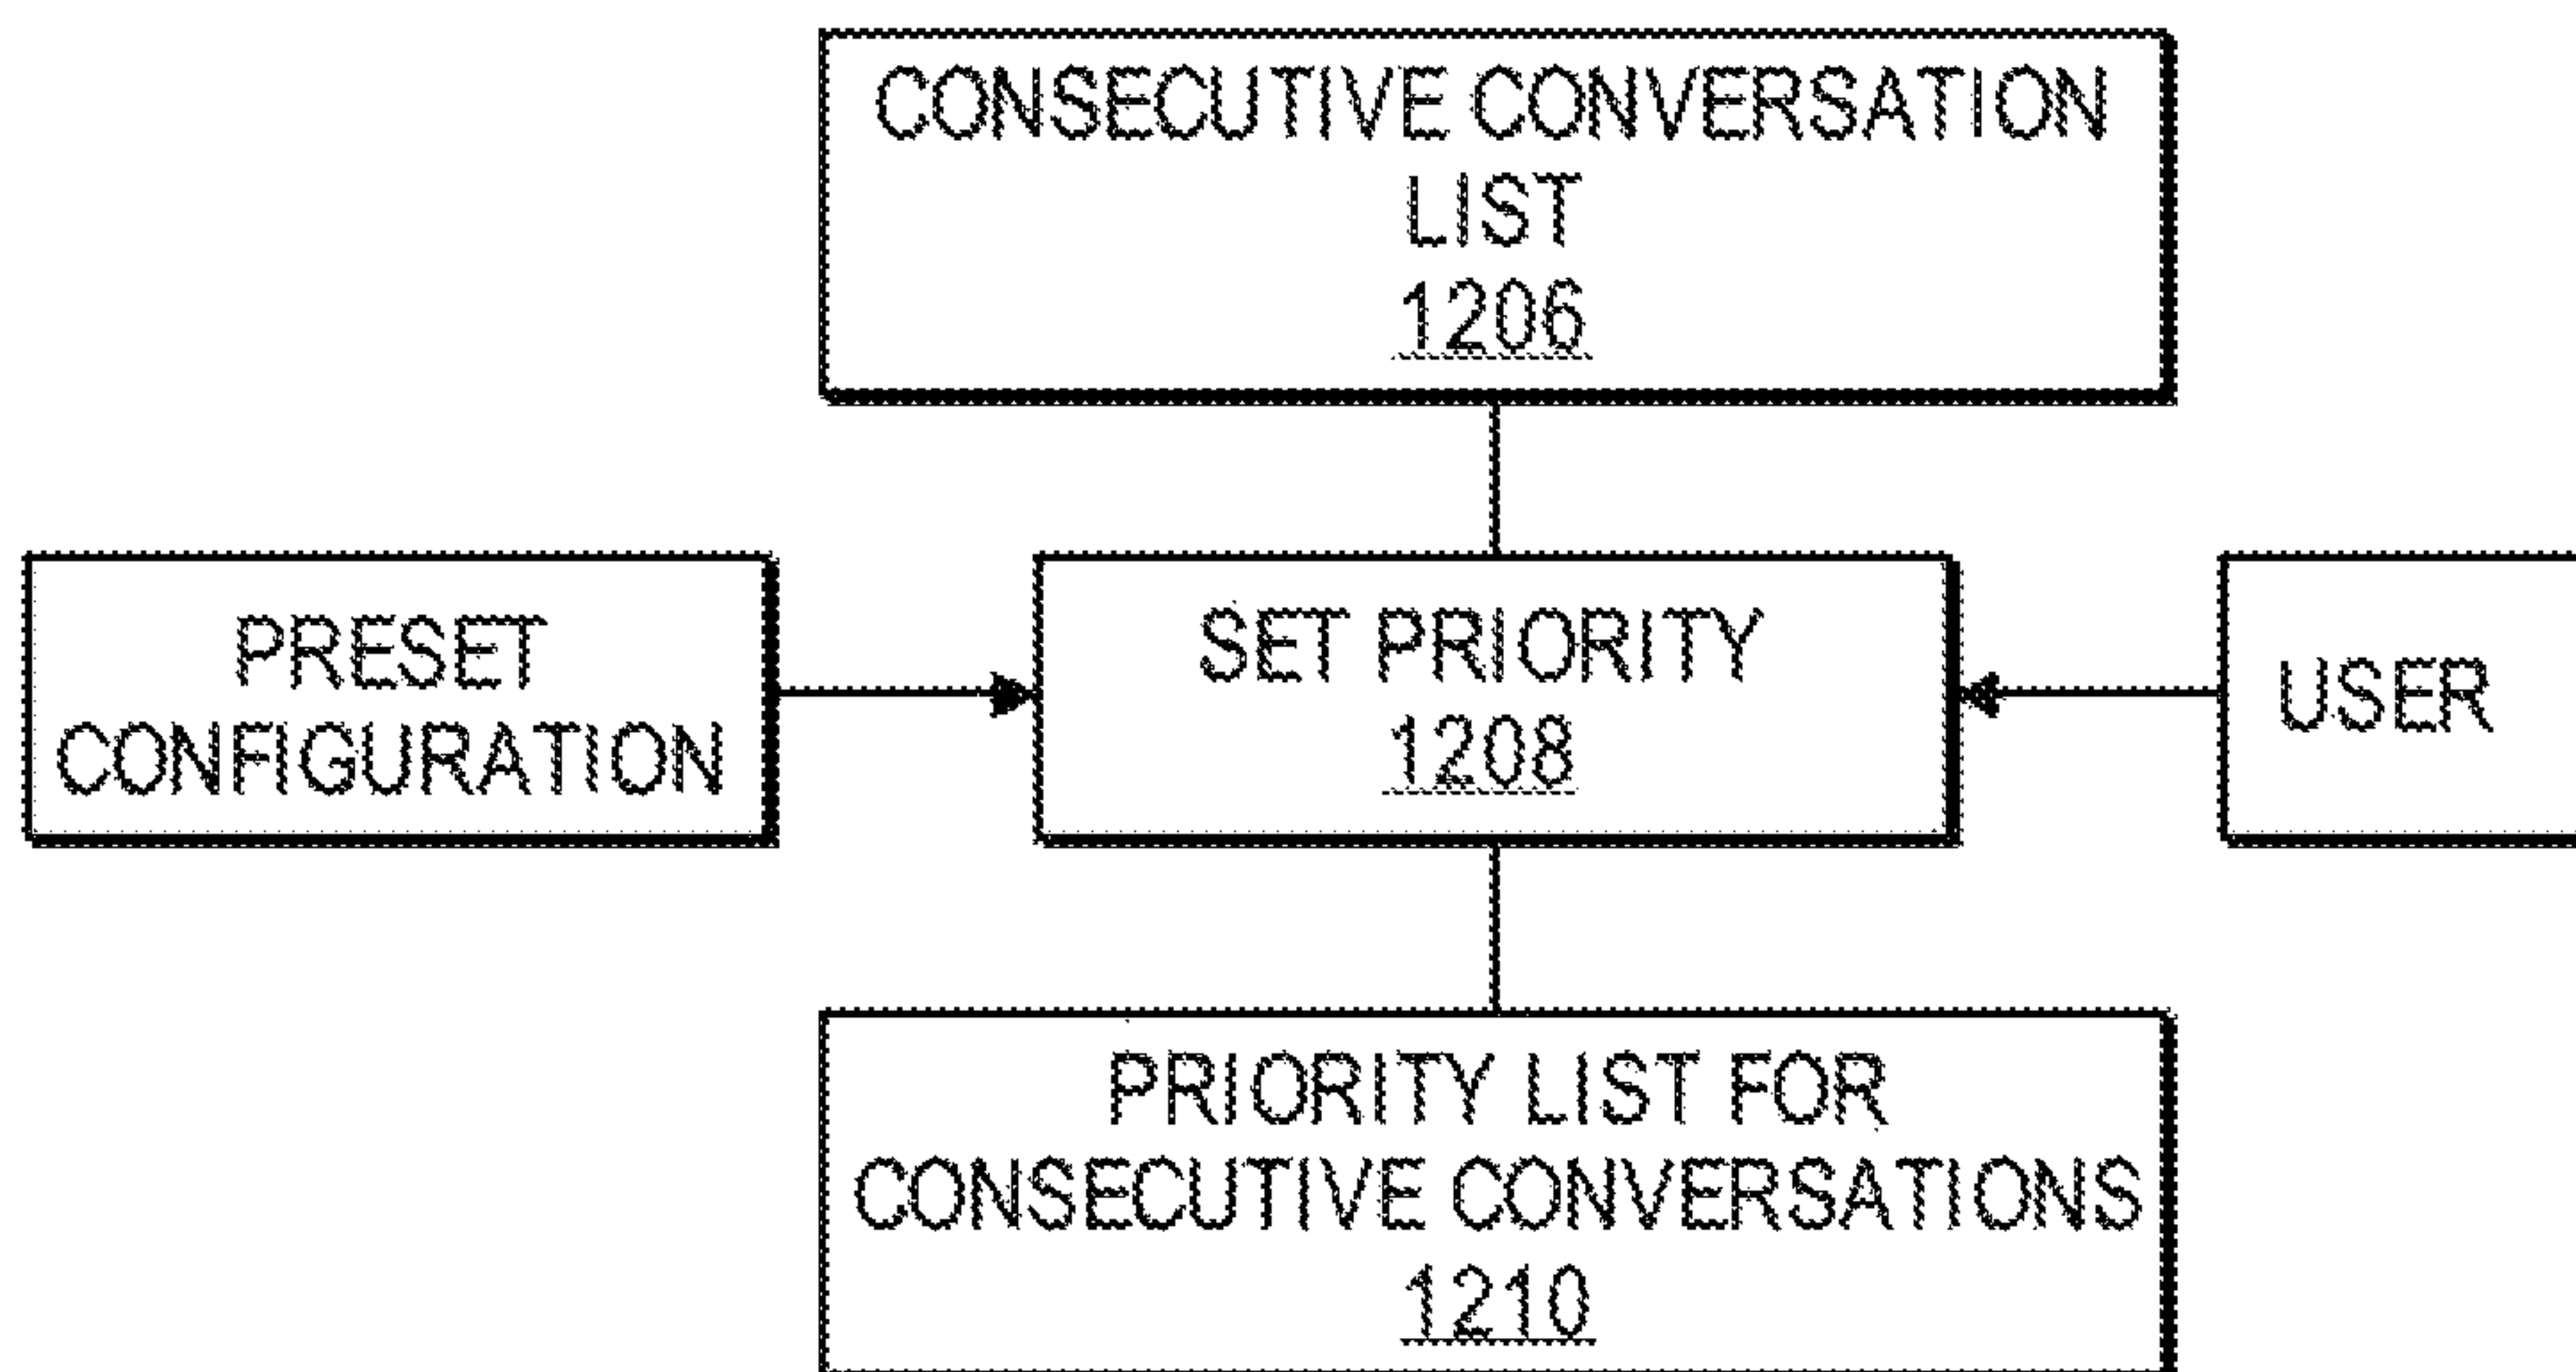 CONSECUTIVE CONVERSATION
LIST
1206
PRESET
CONFIGURATION
SET PRIORITY
1208
USER
PRIORITY LIST FOR
CONSECUTIVE CONVERSATIONS
1210